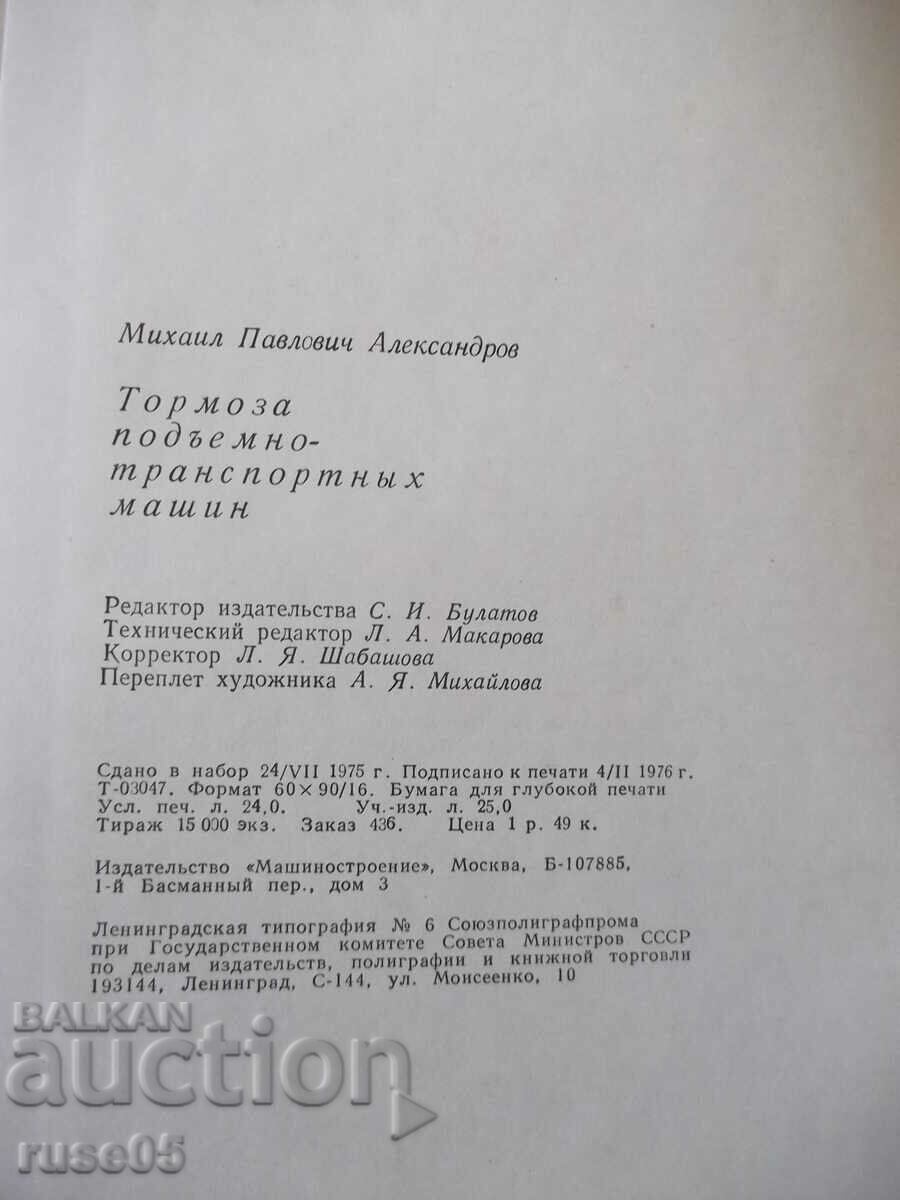 Михаил Павлович Александров
Тормоза
подъемно-
транспортных
машин
Редактор издательства С. И. Булатов
Технический редактор Л. А. Макарова
Корректор Л. Я. Шабашова
Переплет художника А. Я. Михайлова
Сдано в набор 24/VII 1975 г. Подписано к печати 4/II 1976 г.
Т-03047. Формат 60×90/16. Бумага для глубокой печати
Усл. печ. л. 24,0. Уч.-изд. л. 25,0
Тираж 15 000 экз. Заказ 436. Цена 1 р. 49 к.
Издательство «Машиностроение», Москва, Б-107885,
1-й Басманный пер., дом 3
Ленинградская типография № 6 Союзполиграфпрома
при Государственном комитете Совета Министров СССР
по делам издательств, полиграфии и книжной торговли
193144, Ленинград, С-144, ул. Моисеенко, 10
BALKAN
auction
ruse05